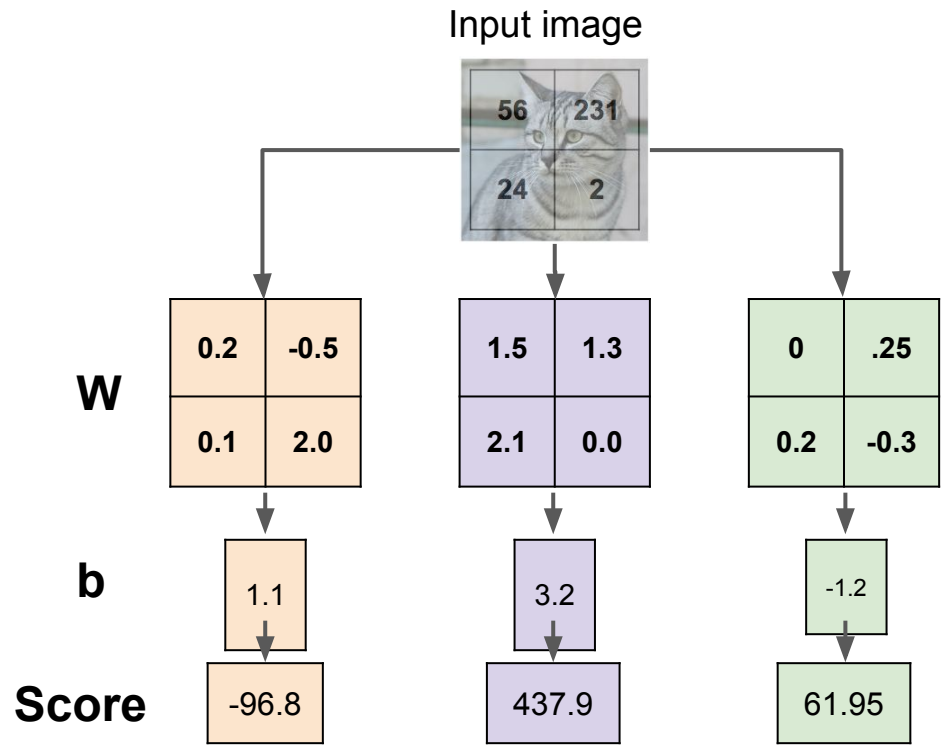 Input image
56 231
24 2
W
0.2 -0.5 1.5 1.3 0 .25
0.1 2.0 2.1 0.0 0.2 -0.3
b 1.1 3.2 -1.2
Score -96.8 437.9 61.95